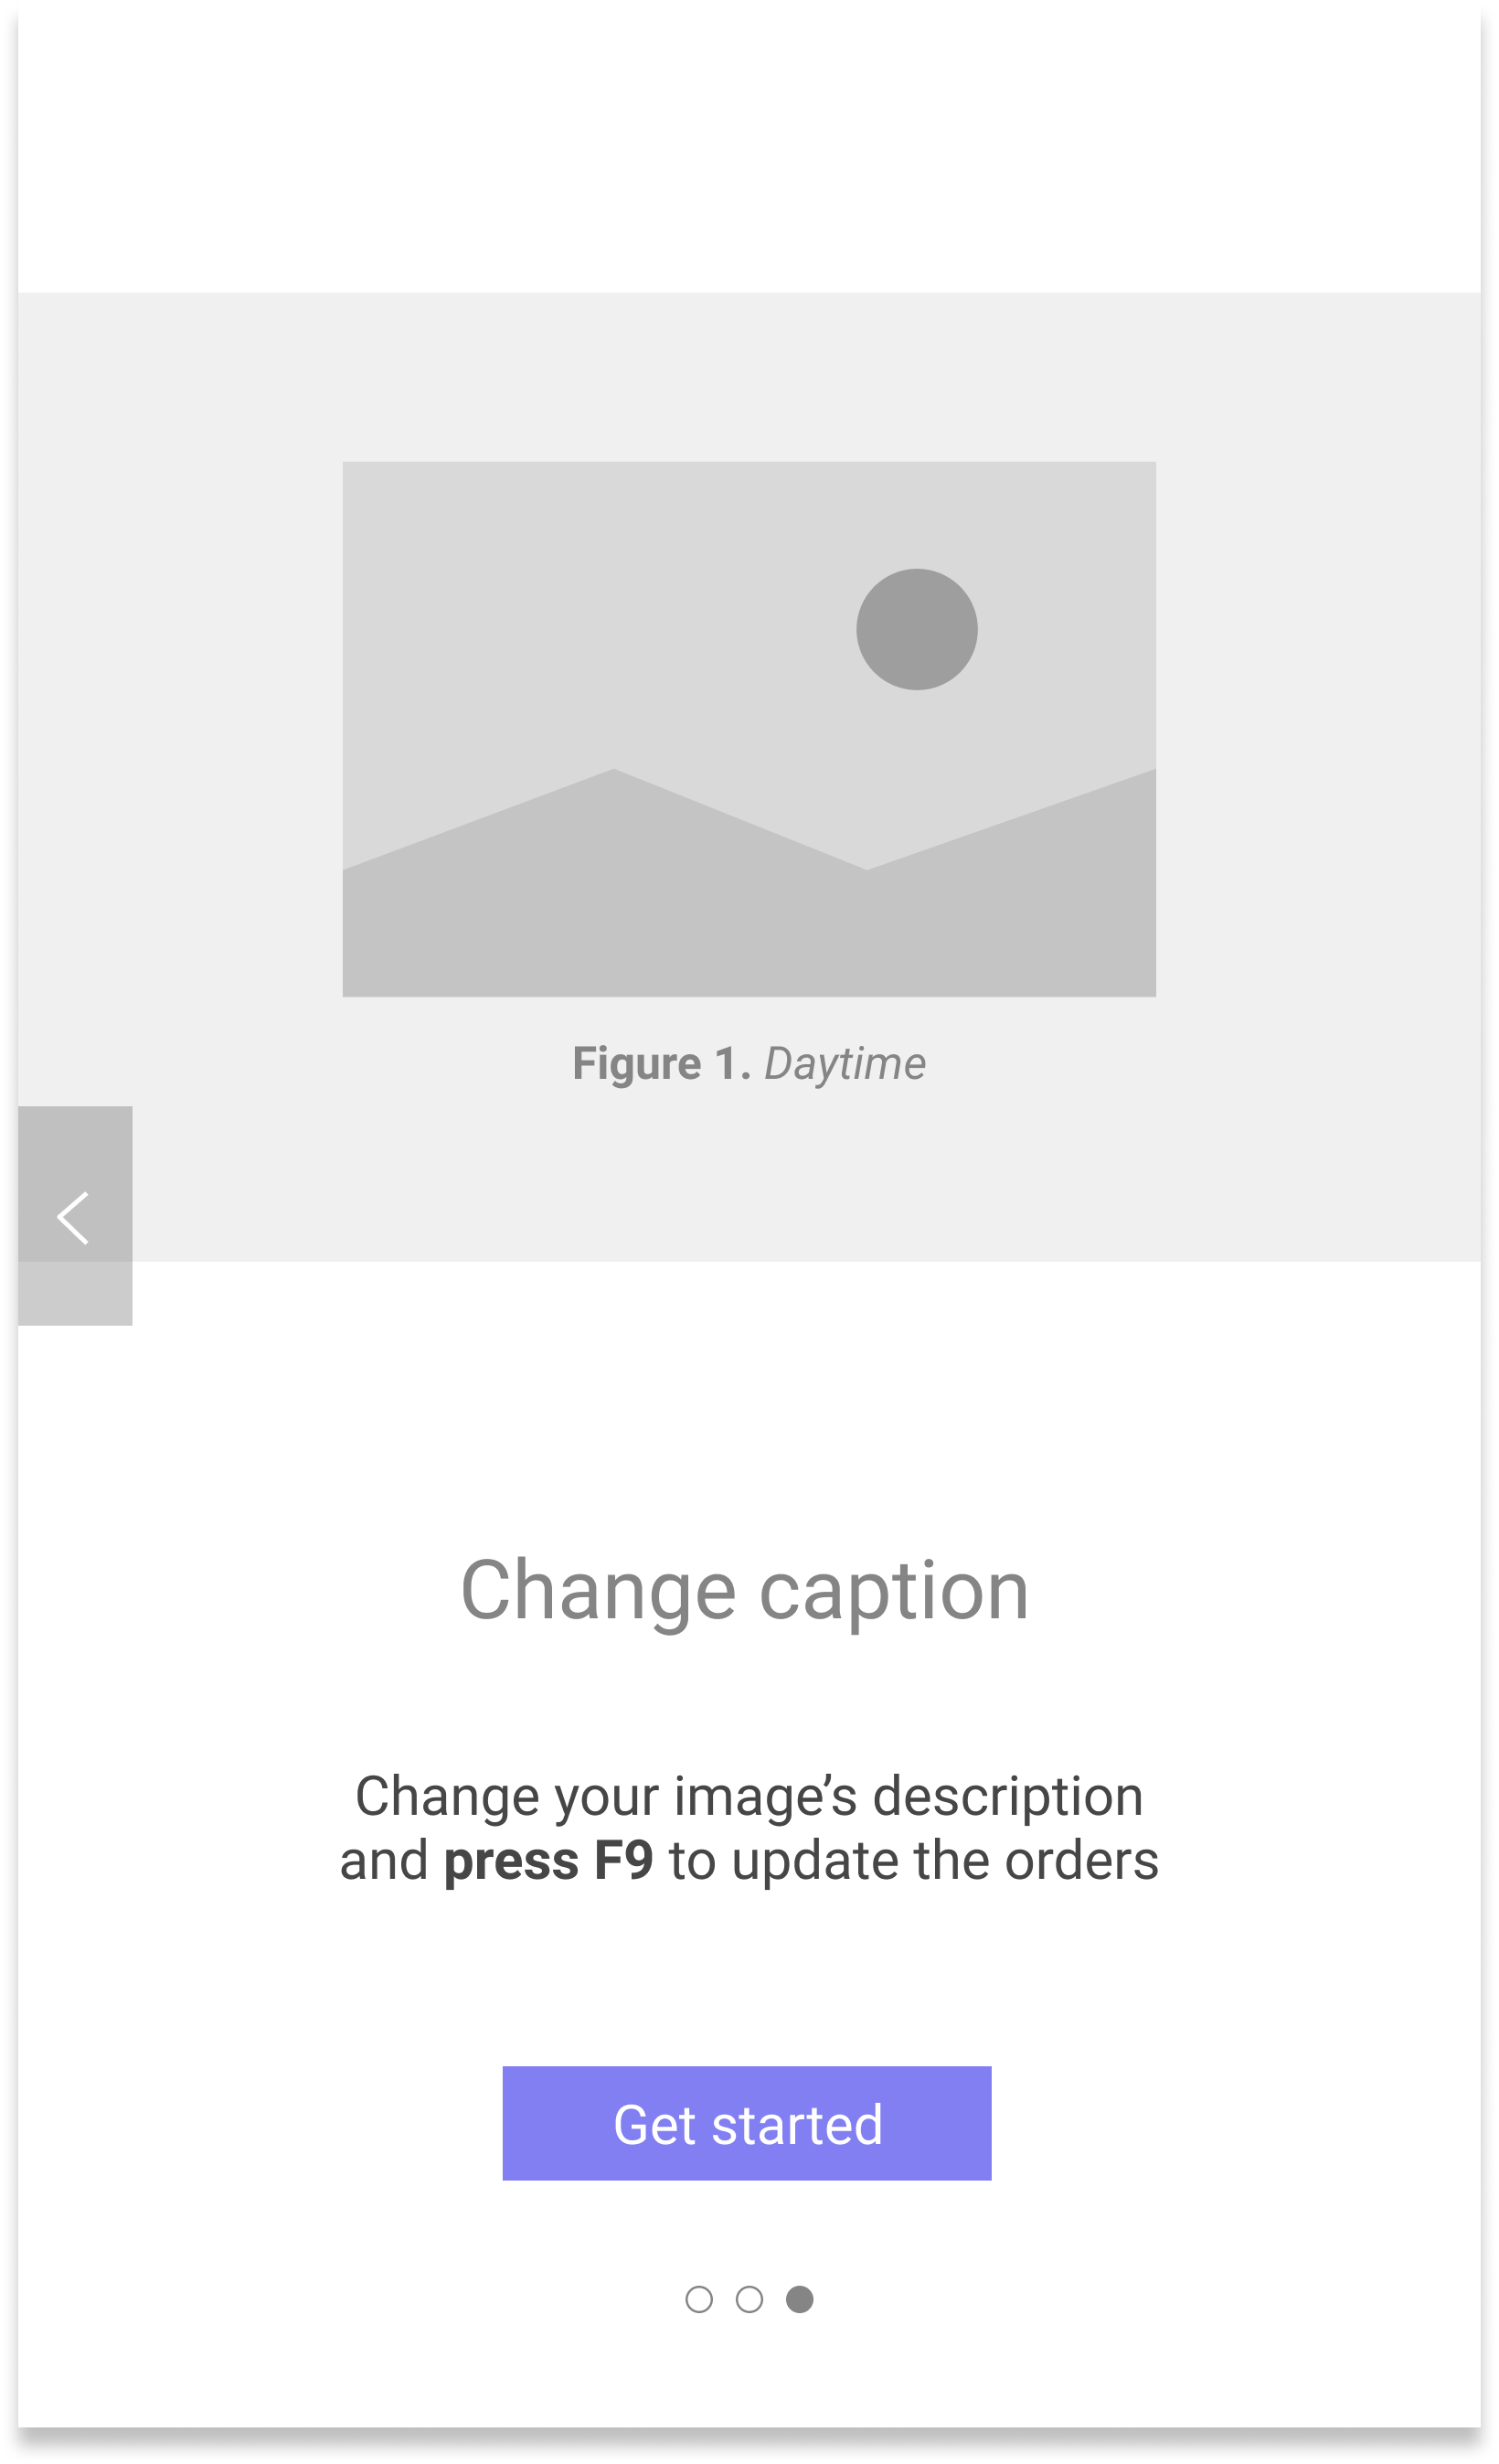 Figure 1. Daytime
Change caption
Change your image’s description
and press F9 to update the orders
Get started